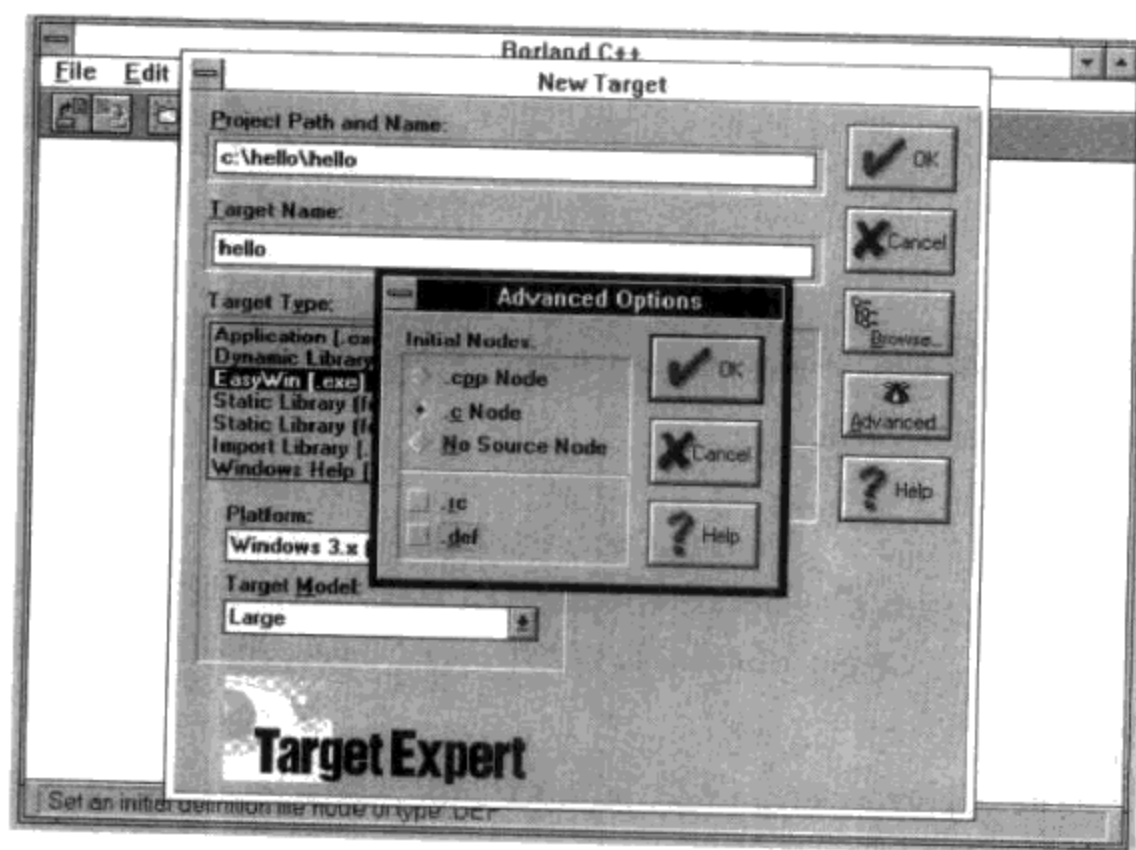 Borland C++
File Edit
New Target
Project Path and Name:
c:\hello\hello
OK
Target Name:
hello
Cancel
Target Type:
Application [.exe
Dynamic Library
EasyWin [.exe]
Static Library (f
Static Library (f
Import Library [.
Windows Help [
Browse...
Advanced...
Help
Platform:
Windows 3.x
Target Model:
Large
Advanced Options
Initial Nodes:
.cpp Node
.c Node
No Source Node
.rc
.def
OK
Cancel
Help
Target Expert
Set an initial definition file node of type .DEF